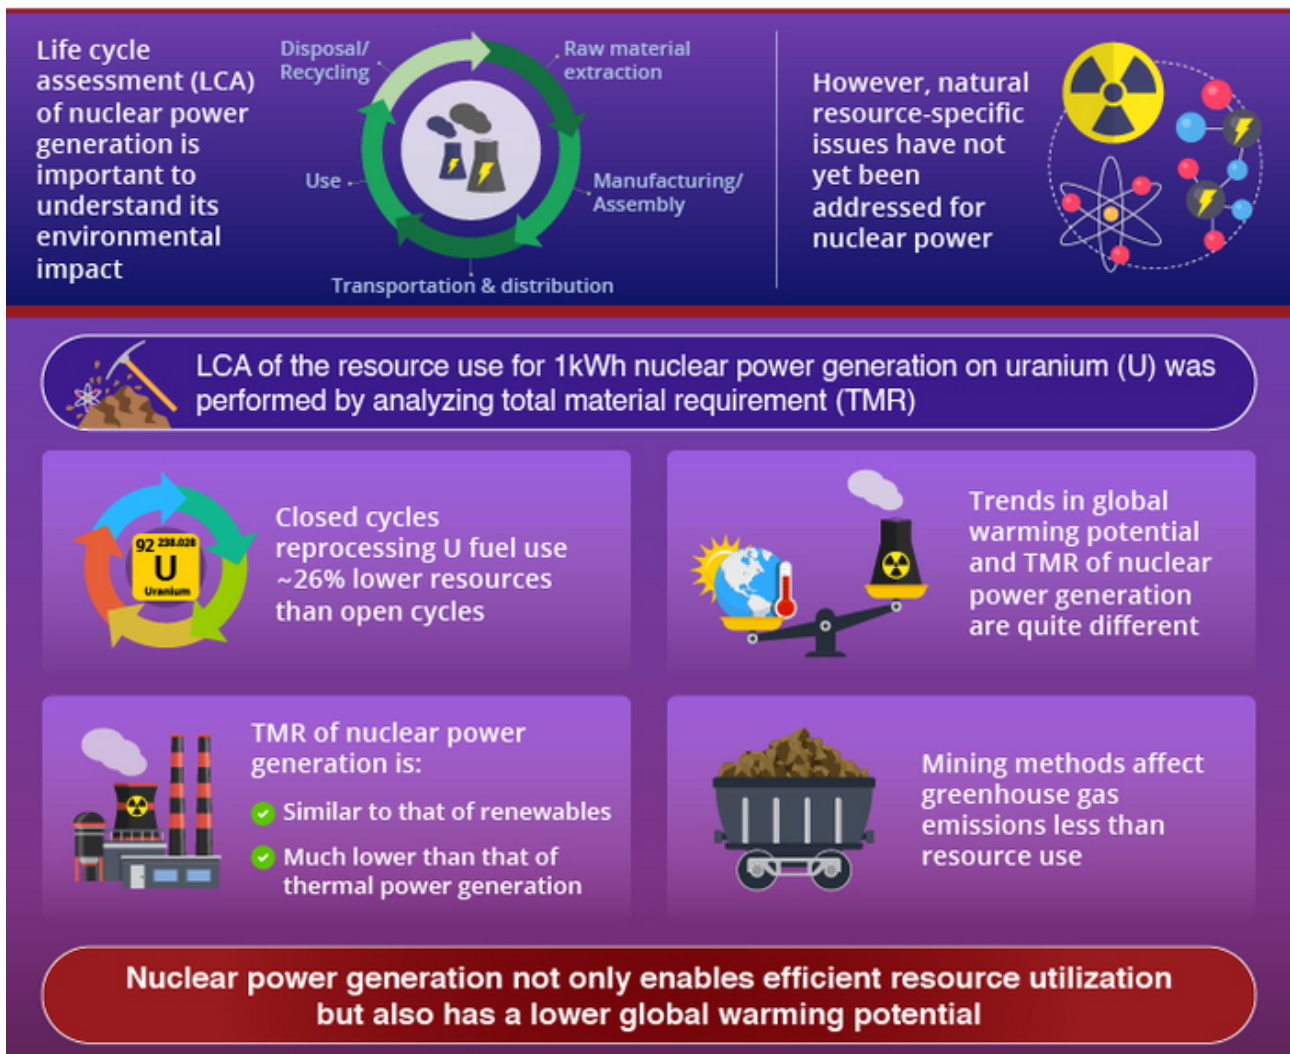 Life cycle
assessment (LCA)
of nuclear power
generation is
important to
understand its
environmental
impact
Disposal/
Recycling
Raw material
extraction
Use
Manufacturing/
Assembly
Transportation & distribution
However, natural
resource-specific
issues have not
yet been
addressed for
nuclear power
LCA of the resource use for 1kWh nuclear power generation on uranium (U) was
performed by analyzing total material requirement (TMR)
92 238.028
U
Uranium
Closed cycles
reprocessing U fuel use
~26% lower resources
than open cycles
Trends in global
warming potential
and TMR of nuclear
power generation
are quite different
TMR of nuclear power
generation is:
Similar to that of renewables
Much lower than that of
thermal power generation
Mining methods affect
greenhouse gas
emissions less than
resource use
Nuclear power generation not only enables efficient resource utilization
but also has a lower global warming potential